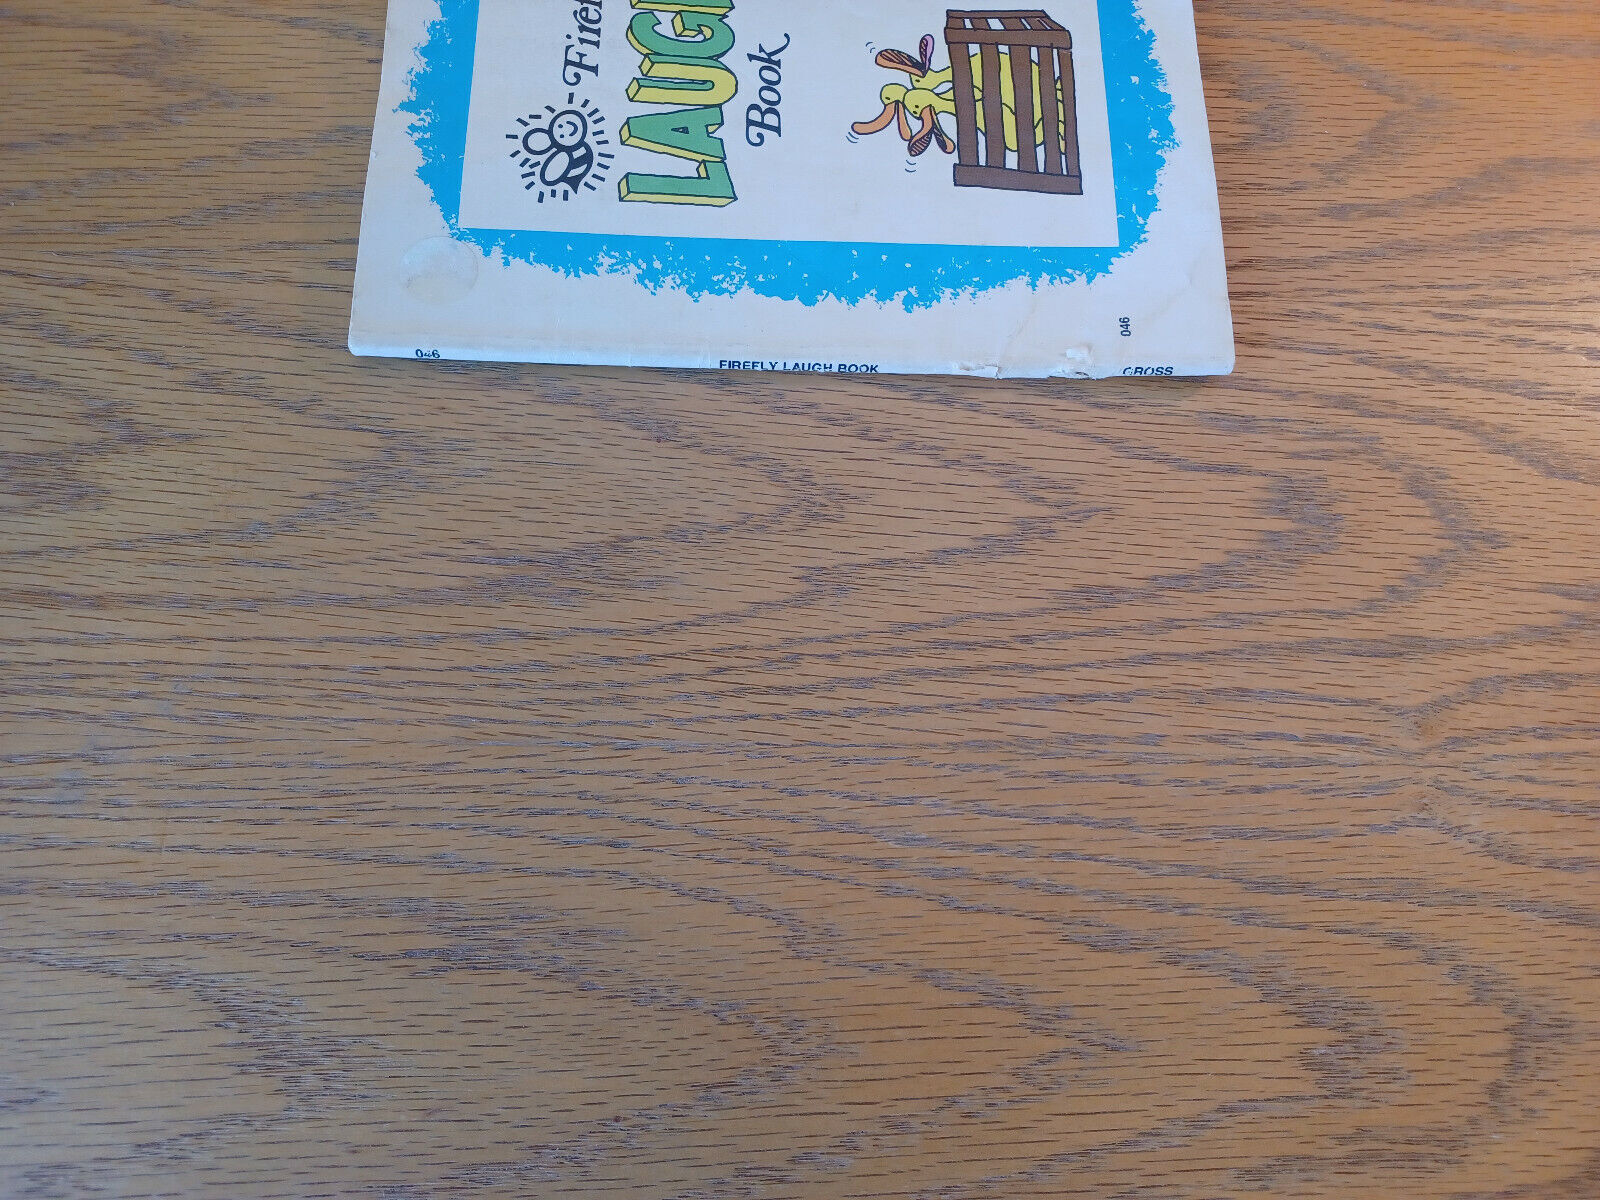 Firef
LAUGH
Book
046
046
FIREFLY LAUGH BOOK
GROSS